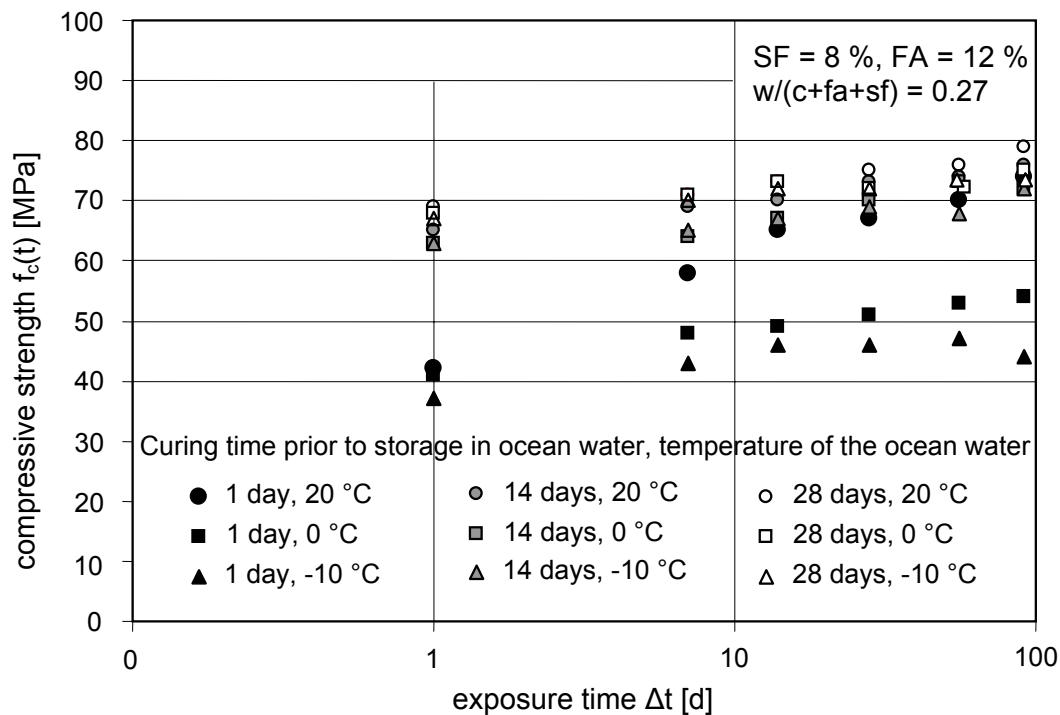 100
90
80
70
60
50
40
30
20
10
0
compressive strength fc(t) [MPa]
SF = 8 %, FA = 12 %
w/(c+fa+sf) = 0.27
Curing time prior to storage in ocean water, temperature of the ocean water
1 day, 20 °C
14 days, 20 °C
28 days, 20 °C
1 day, 0 °C
14 days, 0 °C
28 days, 0 °C
1 day, -10 °C
14 days, -10 °C
28 days, -10 °C
0 1 10 100
exposure time Δt [d]